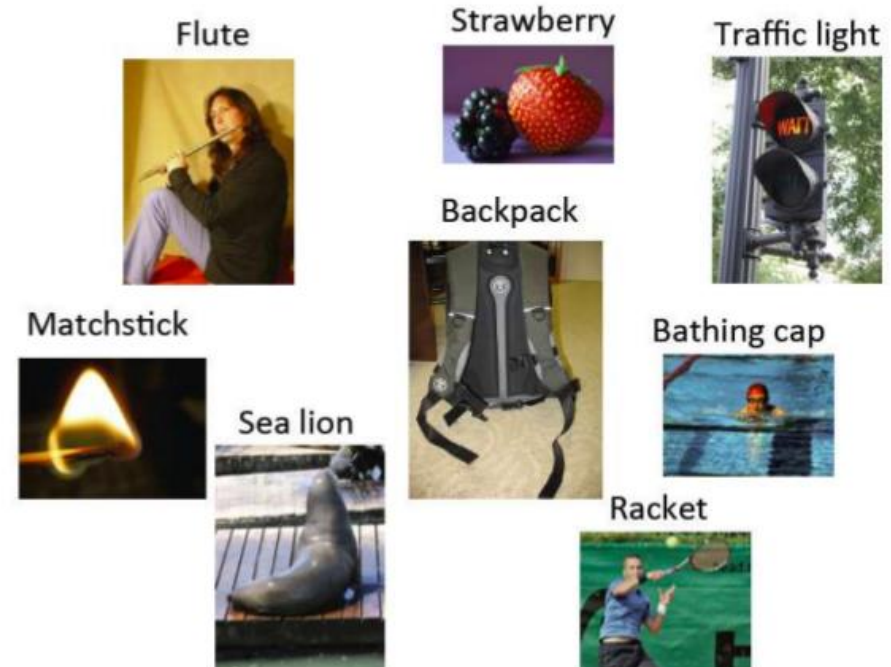 Flute
Strawberry
Traffic light
WAIT
Backpack
Matchstick
Bathing cap
Sea lion
Racket